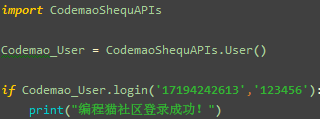 import CodemaoShequAPIs
Codemao_User = CodemaoShequAPIs.User()
if Codemao_User.login('17194242613','123456'):
print("编程猫社区登录成功！")